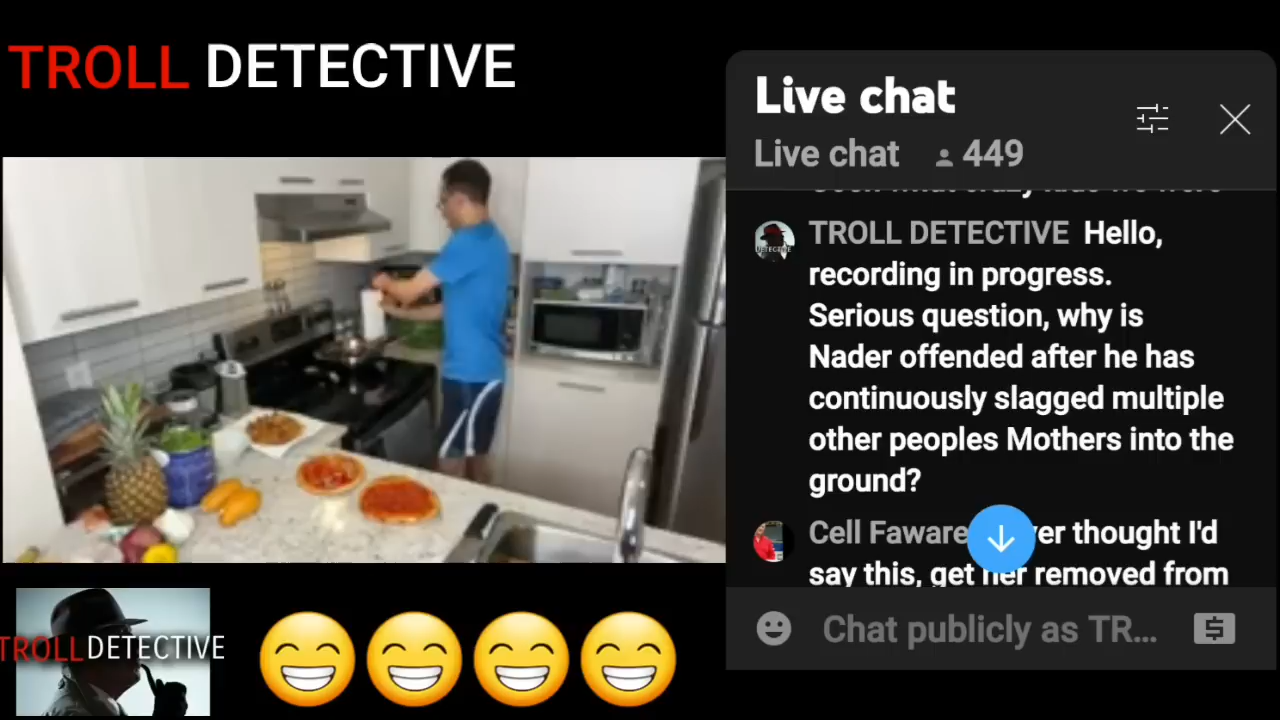 TROLL DETECTIVE
Live chat
Live chat 449
TROLL DETECTIVE Hello,
recording in progress.
Serious question, why is
Nader offended after he has
continuously slagged multiple
other peoples Mothers into the
ground?
Cell Faware thought I'd
say this, get her removed from
Chat publicly as TR...
TROLLDETECTIVE